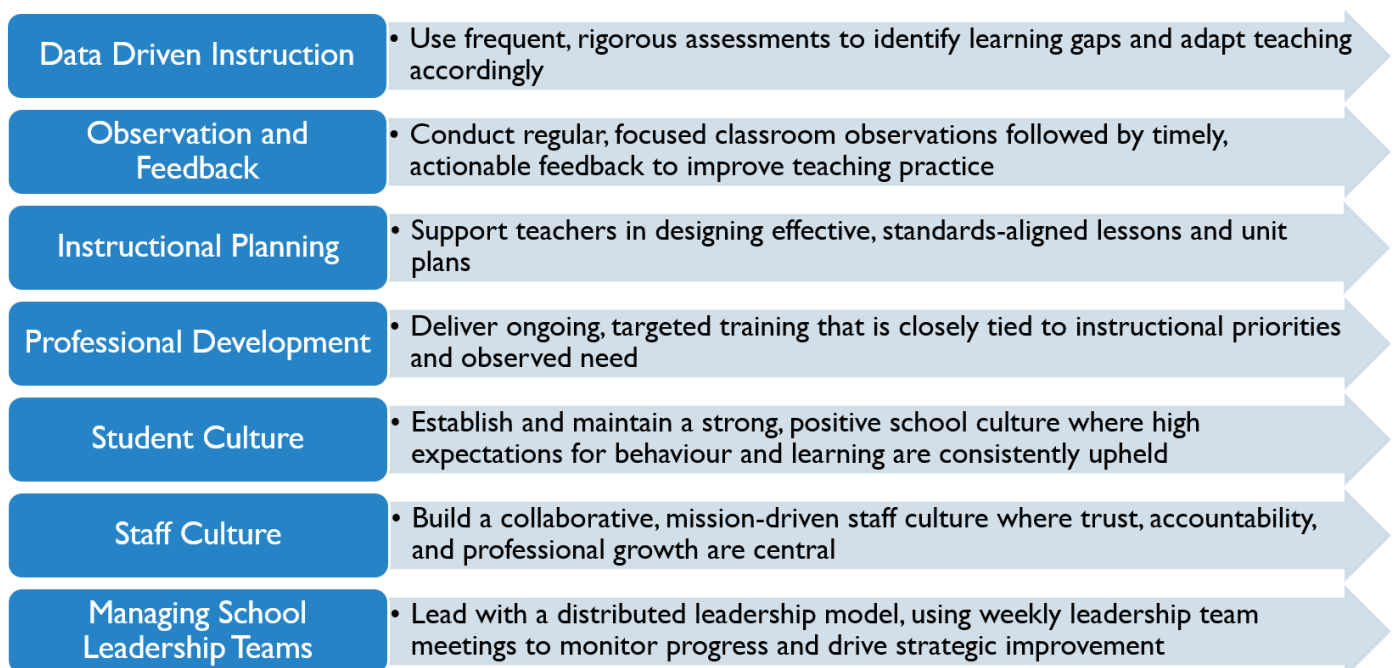 Data Driven Instruction
• Use frequent, rigorous assessments to identify learning gaps and adapt teaching
accordingly
Observation and
Feedback
• Conduct regular, focused classroom observations followed by timely,
actionable feedback to improve teaching practice
Instructional Planning
• Support teachers in designing effective, standards-aligned lessons and unit
plans
Professional Development
• Deliver ongoing, targeted training that is closely tied to instructional priorities
and observed need
Student Culture
• Establish and maintain a strong, positive school culture where high
expectations for behaviour and learning are consistently upheld
Staff Culture
• Build a collaborative, mission-driven staff culture where trust, accountability,
and professional growth are central
Managing School
Leadership Teams
• Lead with a distributed leadership model, using weekly leadership team
meetings to monitor progress and drive strategic improvement